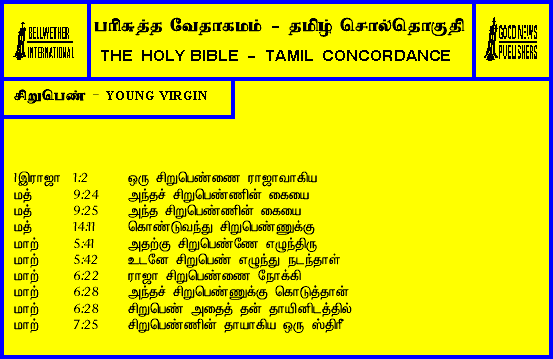 BELLWETHER
INTERNATIONAL
பரிசுத்த வேதாகமம் - தமிழ் சொல்தொகுதி
THE HOLY BIBLE - TAMIL CONCORDANCE
GOOD NEWS
PUBLISHERS
சிறுபெண் - YOUNG VIRGIN
1இராஜா 1:2 ஒரு சிறுபெண்ணை ராஜாவாகிய
மத் 9:24 அந்தச் சிறுபெண்ணின் கையை
மத் 9:25 அந்த சிறுபெண்ணின் கையை
மத் 14:11 கொண்டுவந்து சிறுபெண்ணுக்கு
மாற் 5:41 அதற்கு சிறுபெண்ணே எழுந்திரு
மாற் 5:42 உடனே சிறுபெண் எழுந்து நடந்தாள்
மாற் 6:22 ராஜா சிறுபெண்ணை நோக்கி
மாற் 6:28 அந்தச் சிறுபெண்ணுக்கு கொடுத்தான்
மாற் 6:28 சிறுபெண் அதைத் தன் தாயினிடத்தில்
மாற் 7:25 சிறுபெண்ணின் தாயாகிய ஒரு ஸ்திரீ